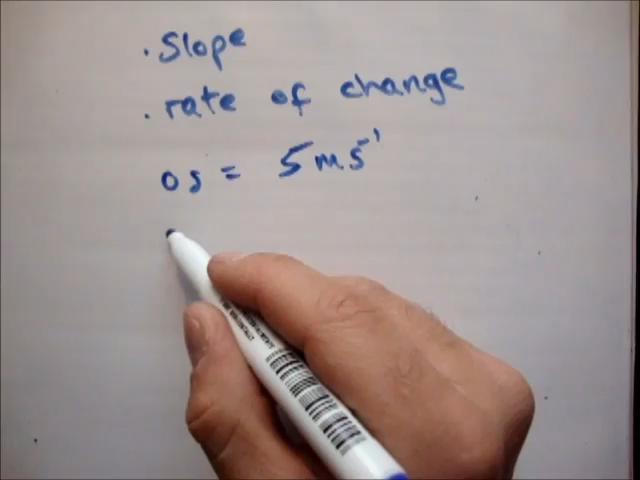 · Slope
· rate of change
os = 5ms⁻¹